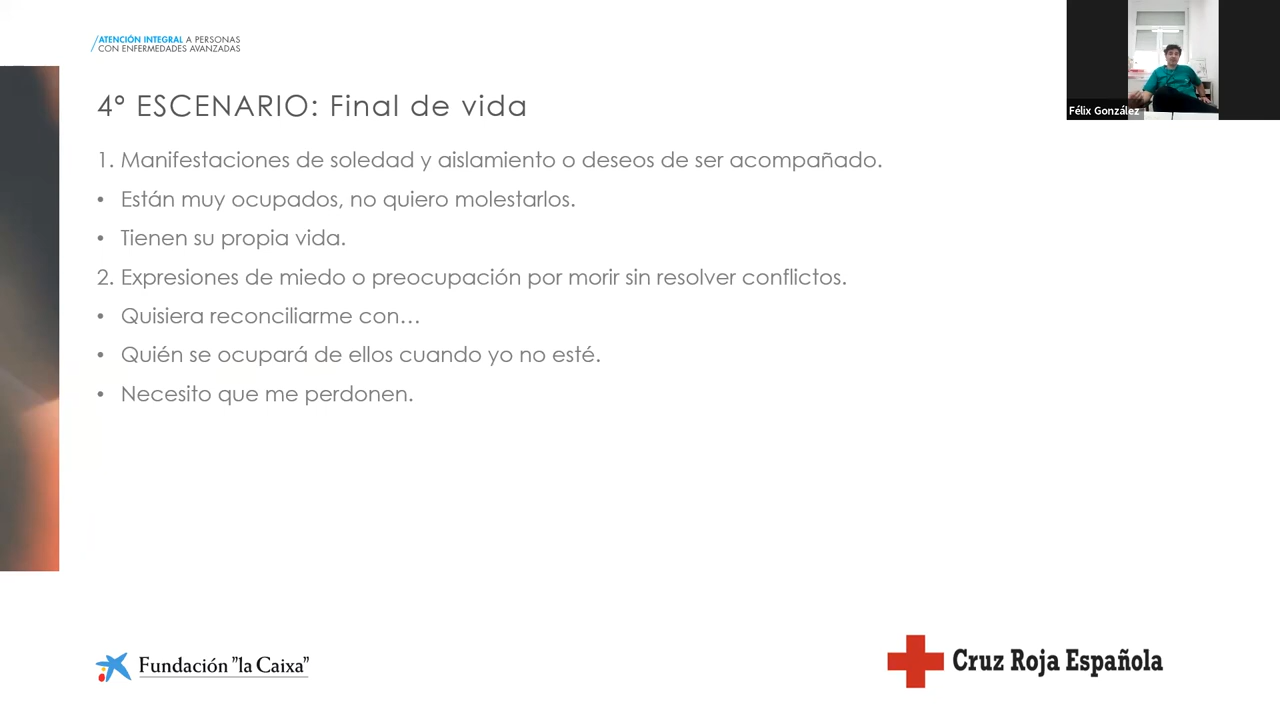 ATENCIÓN INTEGRAL A PERSONAS
CON ENFERMEDADES AVANZADAS
Félix González
4º ESCENARIO: Final de vida
1. Manifestaciones de soledad y aislamiento o deseos de ser acompañado.
• Están muy ocupados, no quiero molestarlos.
• Tienen su propia vida.
2. Expresiones de miedo o preocupación por morir sin resolver conflictos.
• Quisiera reconciliarme con…
• Quién se ocupará de ellos cuando yo no esté.
• Necesito que me perdonen.
Fundación "la Caixa"
Cruz Roja Española